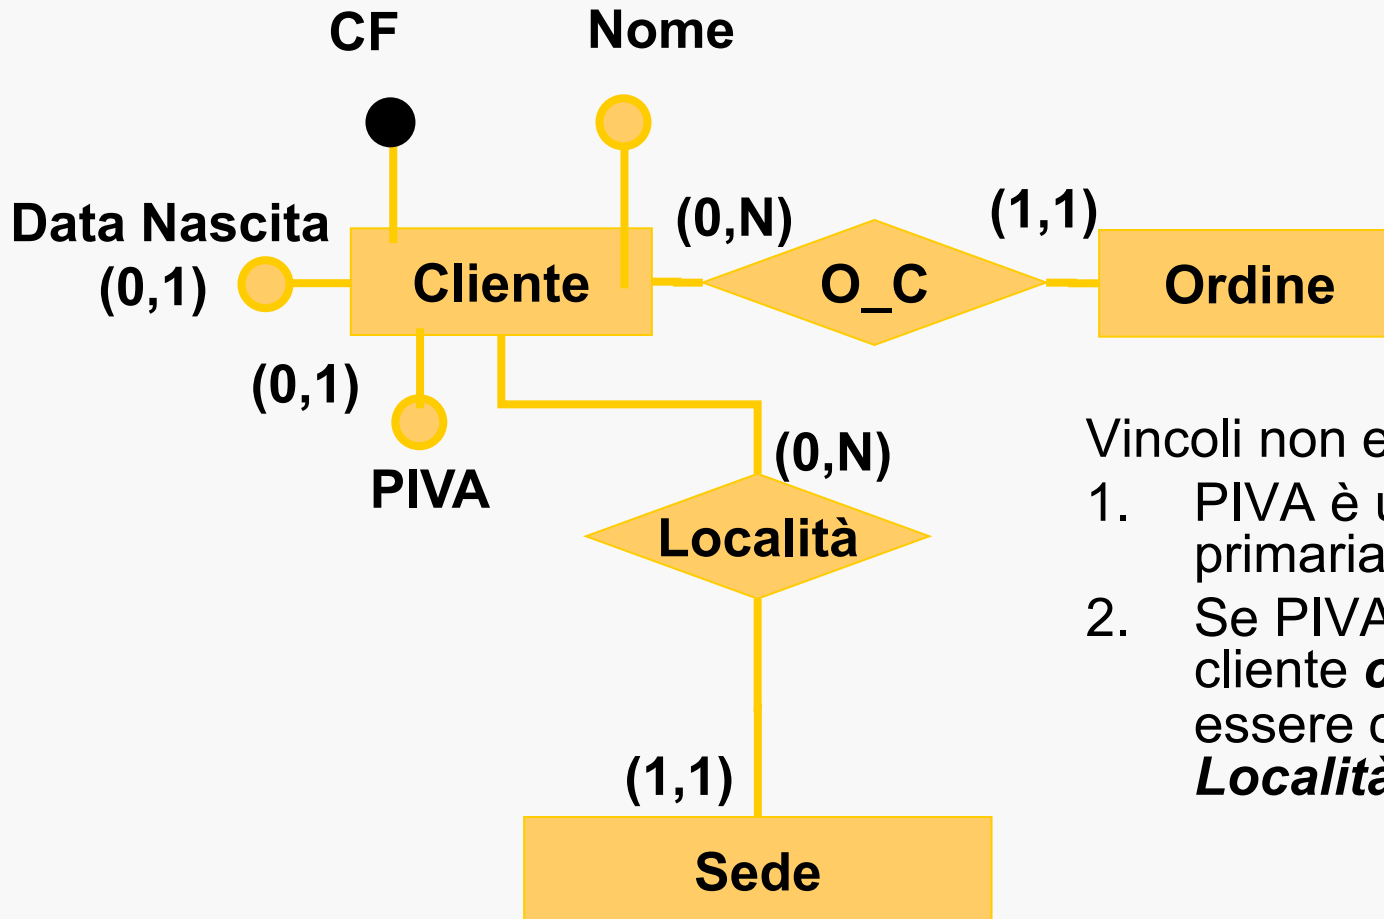 CF
Nome
Data Nascita
(0,1)
Cliente
(0,N)
O_C
(1,1)
Ordine
(0,1)
PIVA
(0,N)
Località
(1,1)
Sede
Vincoli non
1. PIVA è
primaria
2. Se PIVA
cliente
essere
Località